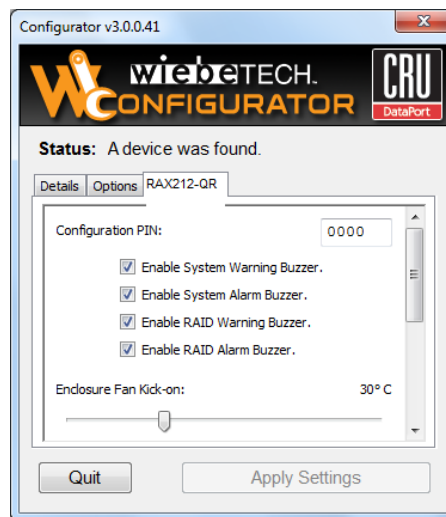 Configurator v3.0.0.41
WiebeTECH.
CONFIGURATOR
CRU
DataPort
Status: A device was found.
Details Options RAX212-QR
Configuration PIN: 0000
Enable System Warning Buzzer.
Enable System Alarm Buzzer.
Enable RAID Warning Buzzer.
Enable RAID Alarm Buzzer.
Enclosure Fan Kick-on: 30° C
Quit Apply Settings